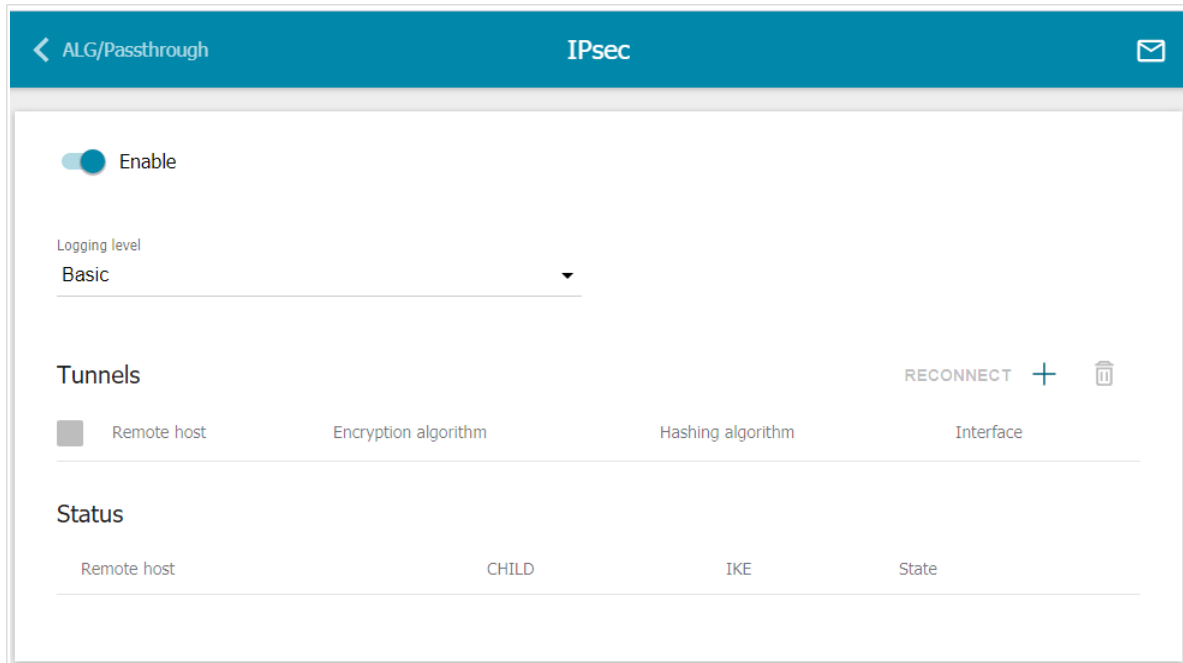 ALG/Passthrough
IPsec
Enable
Logging level
Basic
Tunnels
RECONNECT
Remote host Encryption algorithm Hashing algorithm Interface
Status
Remote host CHILD IKE State